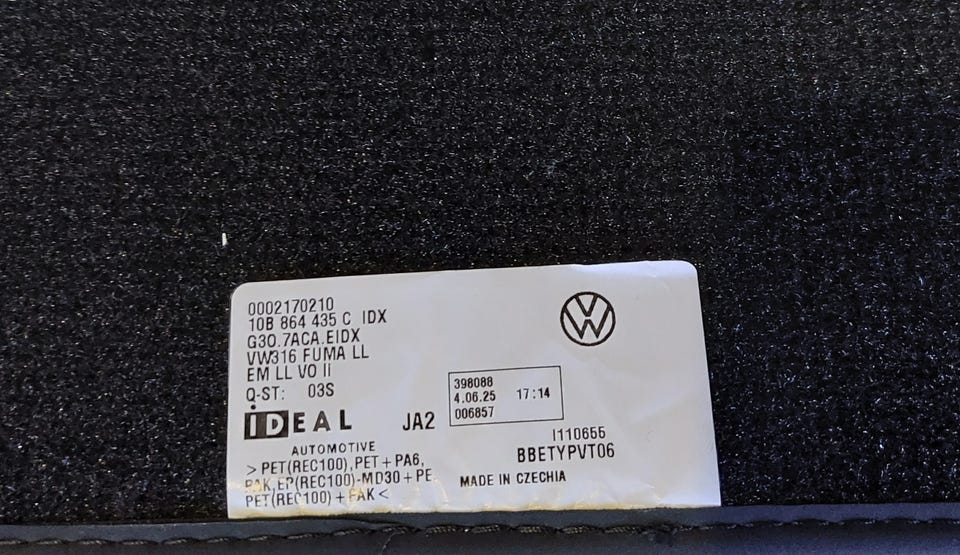 0002170210
10B 864 435 C IDX
G30.7ACA.EIDX
VW316 FUMA LL
EM LL VO II
Q-ST: 03S
iDEAL
AUTOMOTIVE
JA2
398088
4.06.25 17:14
006857
I110655
BBETYPVT06
> PET(REC100),PET+PA6,
PAK,EP(REC100)-MD30+PE
PET(REC100)+PAK<
MADE IN CZECHIA
VW